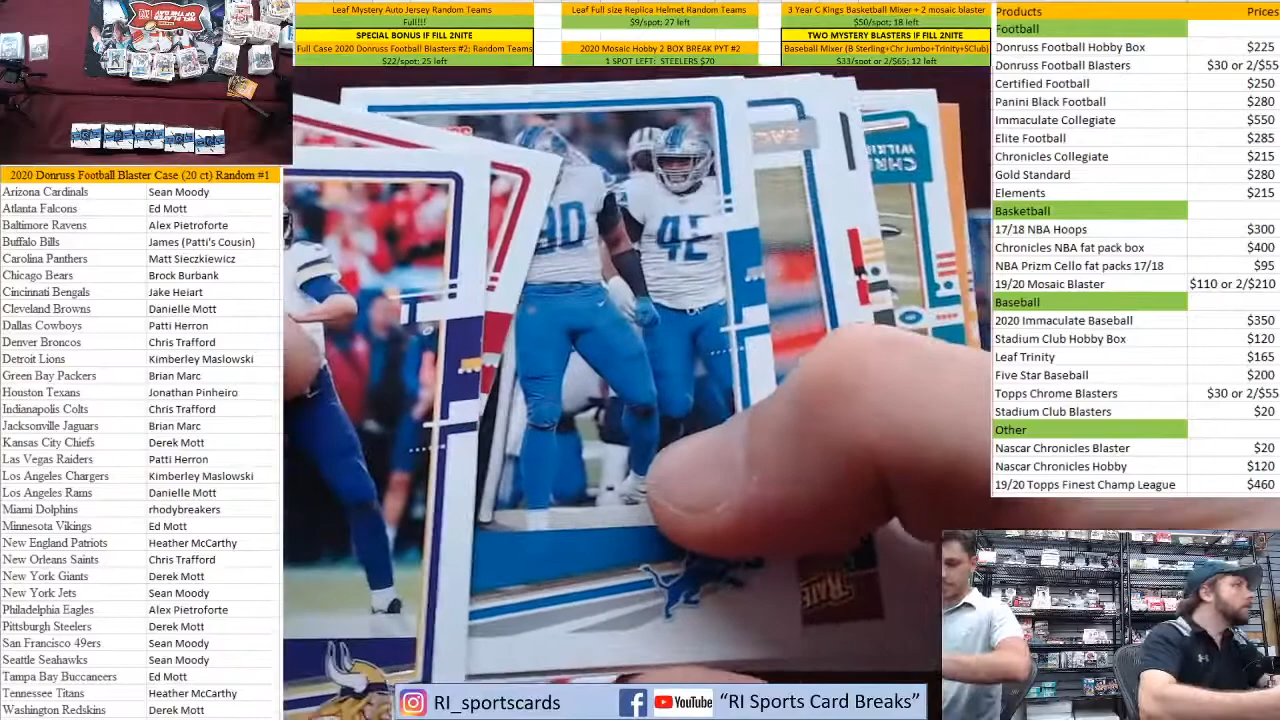 Leaf Mystery Auto Jersey Random Teams
Full!!!
SPECIAL BONUS IF FILL 2NITE
Full Case 2020 Donruss Football Blasters #2; Random Teams
$22/spot; 25 left
Leaf Full size Replica Helmet Random Teams
$9/spot; 27 left
2020 Mosaic Hobby 2 BOX BREAK PYT #2
1 SPOT LEFT: STEELERS $70
3 Year C Kings Basketball Mixer + 2 mosaic blaster
$50/spot; 18 left
TWO MYSTERY BLASTERS IF FILL 2NITE
Baseball Mixer (B Sterling+Chr Jumbo+Trinity+SClub)
$33/spot or 2/$65; 12 left
2020 Donruss Football Blaster Case (20 ct) Random #1
Arizona Cardinals Sean Moody
Atlanta Falcons Ed Mott
Baltimore Ravens Alex Pietroforte
Buffalo Bills James (Patti's Cousin)
Carolina Panthers Matt Sieczkiewicz
Chicago Bears Brock Burbank
Cincinnati Bengals Jake Heiart
Cleveland Browns Danielle Mott
Dallas Cowboys Patti Herron
Denver Broncos Chris Trafford
Detroit Lions Kimberley Maslowski
Green Bay Packers Brian Marc
Houston Texans Jonathan Pinheiro
Indianapolis Colts Chris Trafford
Jacksonville Jaguars Brian Marc
Kansas City Chiefs Derek Mott
Las Vegas Raiders Patti Herron
Los Angeles Chargers Kimberley Maslowski
Los Angeles Rams Danielle Mott
Miami Dolphins rhodybreakers
Minnesota Vikings Ed Mott
New England Patriots Heather McCarthy
New Orleans Saints Chris Trafford
New York Giants Derek Mott
New York Jets Sean Moody
Philadelphia Eagles Alex Pietroforte
Pittsburgh Steelers Derek Mott
San Francisco 49ers Sean Moody
Seattle Seahawks Sean Moody
Tampa Bay Buccaneers Ed Mott
Tennessee Titans Heather McCarthy
Washington Redskins Derek Mott
42
Products Prices
Football
Donruss Football Hobby Box $225
Donruss Football Blasters $30 or 2/$55
Certified Football $250
Panini Black Football $280
Immaculate Collegiate $550
Elite Football $285
Chronicles Collegiate $215
Gold Standard $280
Elements $215
Basketball
17/18 NBA Hoops $300
Chronicles NBA fat pack box $400
NBA Prizm Cello fat packs 17/18 $95
19/20 Mosaic Blaster $110 or 2/$210
Baseball
2020 Immaculate Baseball $350
Stadium Club Hobby Box $120
Leaf Trinity $165
Five Star Baseball $200
Topps Chrome Blasters $30 or 2/$55
Stadium Club Blasters $20
Other
Nascar Chronicles Blaster $20
Nascar Chronicles Hobby $120
19/20 Topps Finest Champ League $460
RI_sportscards
YouTube
"RI Sports Card Breaks"